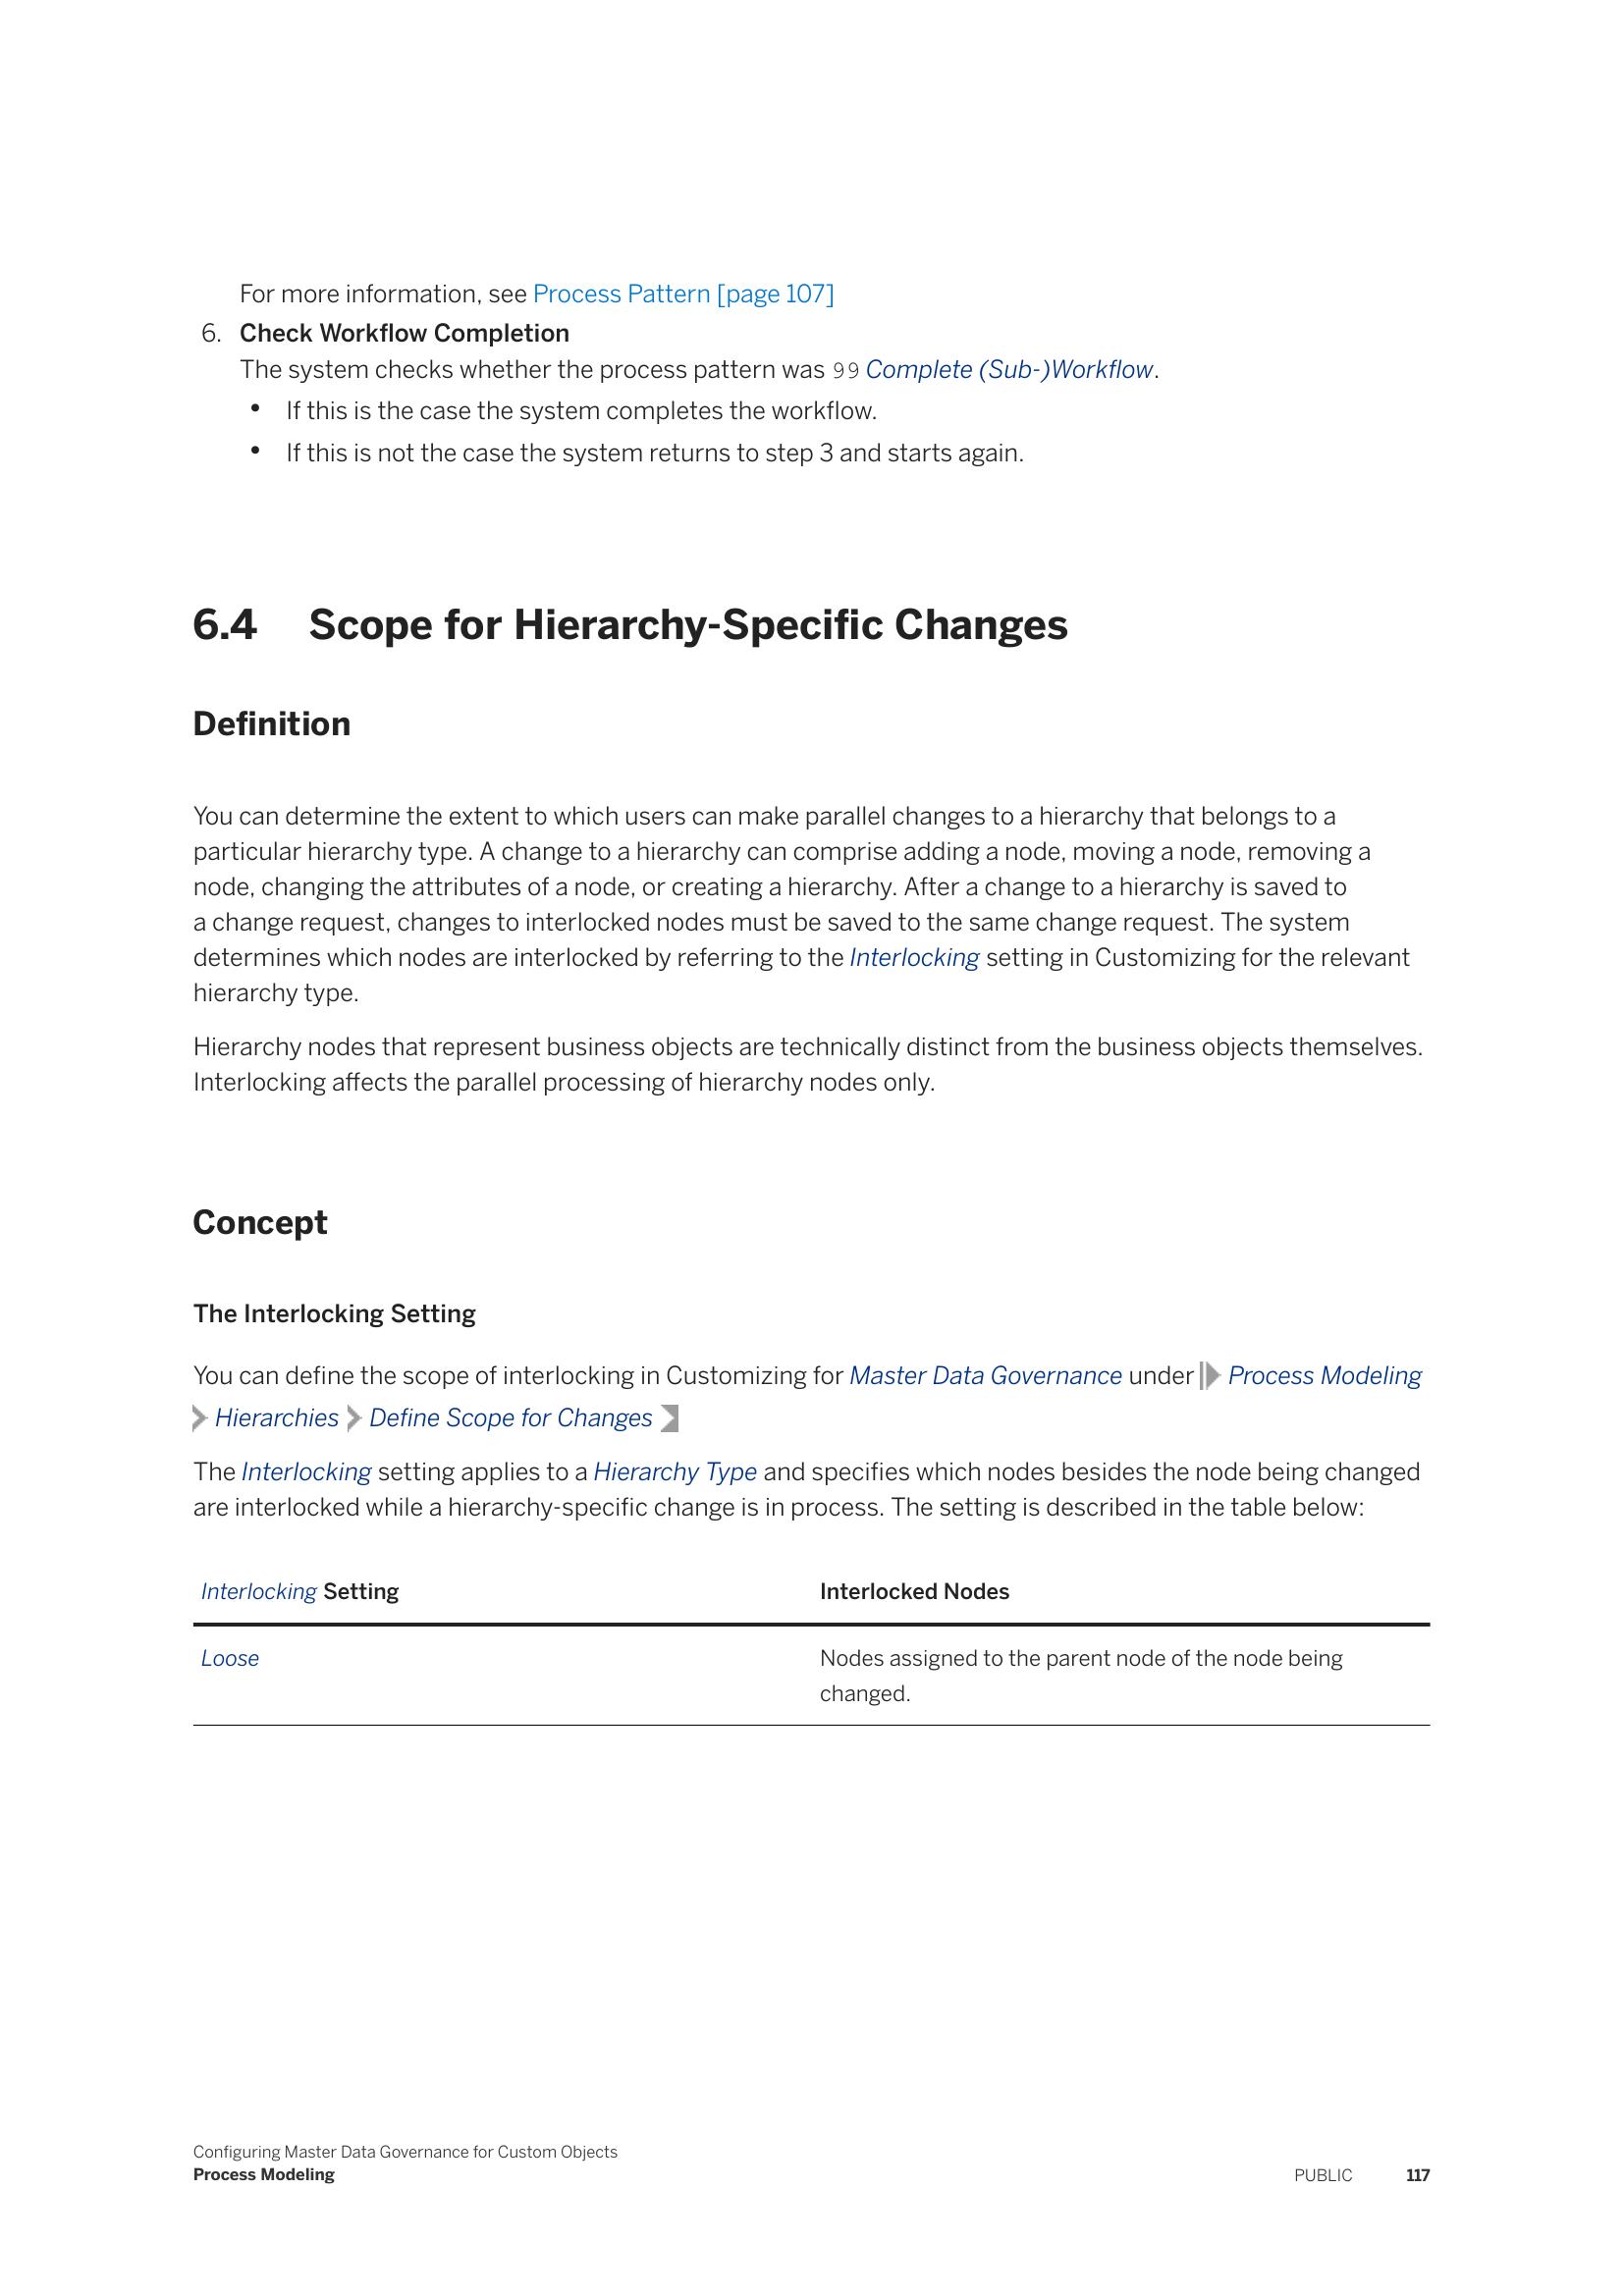 For more information, see Process Pattern [page 107]
6. Check Workflow Completion
The system checks whether the process pattern was 99 Complete (Sub-)Workflow.
• If this is the case the system completes the workflow.
• If this is not the case the system returns to step 3 and starts again.
6.4 Scope for Hierarchy-Specific Changes
Definition
You can determine the extent to which users can make parallel changes to a hierarchy that belongs to a
particular hierarchy type. A change to a hierarchy can comprise adding a node, moving a node, removing a
node, changing the attributes of a node, or creating a hierarchy. After a change to a hierarchy is saved to
a change request, changes to interlocked nodes must be saved to the same change request. The system
determines which nodes are interlocked by referring to the Interlocking setting in Customizing for the relevant
hierarchy type.
Hierarchy nodes that represent business objects are technically distinct from the business objects themselves.
Interlocking affects the parallel processing of hierarchy nodes only.
Concept
The Interlocking Setting
You can define the scope of interlocking in Customizing for Master Data Governance under Process Modeling
Hierarchies Define Scope for Changes
The Interlocking setting applies to a Hierarchy Type and specifies which nodes besides the node being changed
are interlocked while a hierarchy-specific change is in process. The setting is described in the table below:
Interlocking Setting Interlocked Nodes
Loose Nodes assigned to the parent node of the node being
changed.
Configuring Master Data Governance for Custom Objects
Process Modeling PUBLIC 117